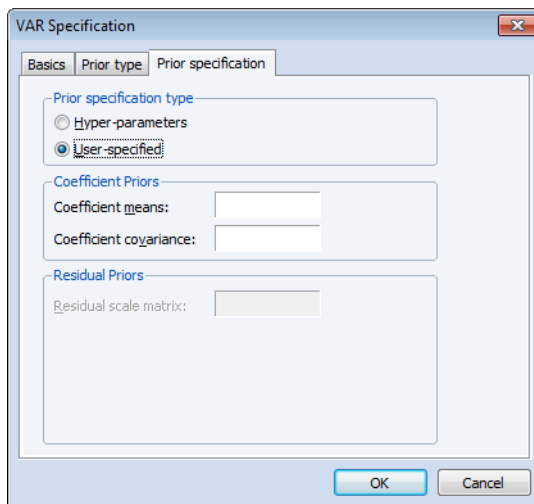 VAR Specification
Basics Prior type Prior specification
Prior specification type
Hyper-parameters
User-specified
Coefficient Priors
Coefficient means:
Coefficient covariance:
Residual Priors
Residual scale matrix:
OK Cancel